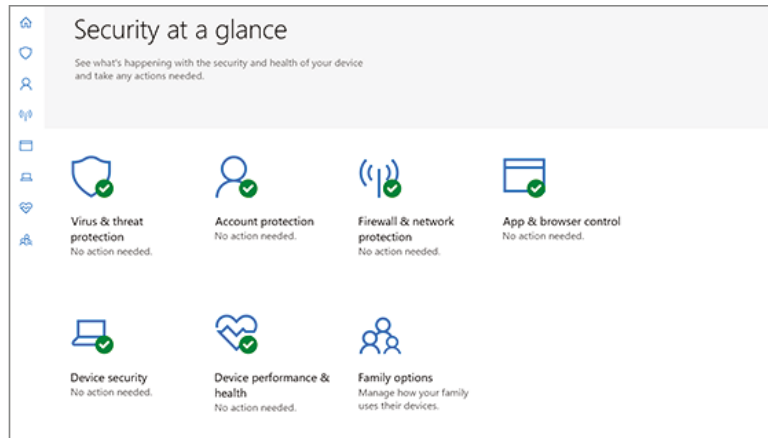 Security at a glance
See what's happening with the security and health of your device
and take any actions needed.
Virus & threat
protection
No action needed.
Account protection
No action needed.
Firewall & network
protection
No action needed.
App & browser control
No action needed.
Device security
No action needed.
Device performance &
health
No action needed.
Family options
Manage how your family
uses their devices.